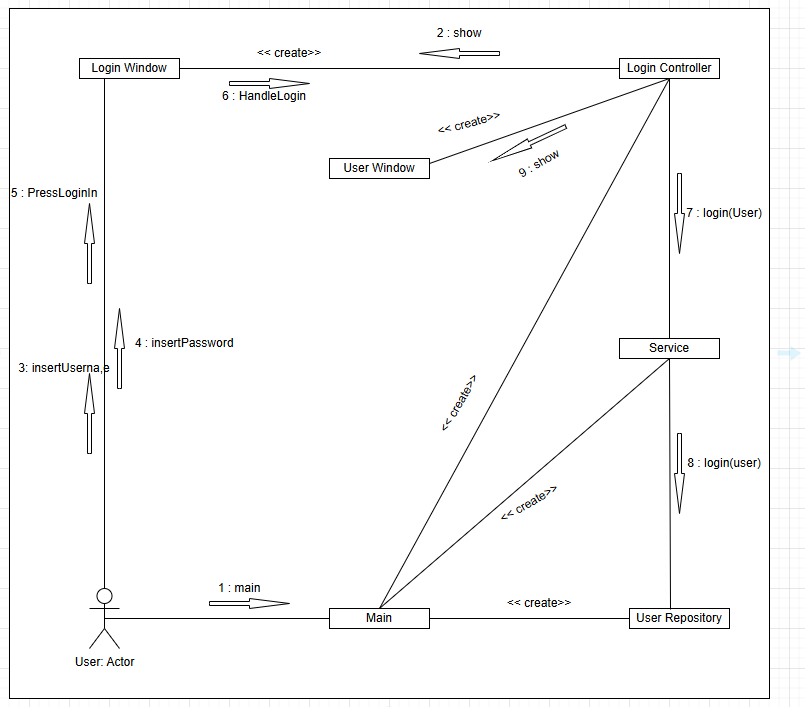 2 : show
<< create>>
Login Window
Login Controller
6 : HandleLogin
<< create>>
User Window
9 : show
5 : PressLoginIn
7 : login(User)
4 : insertPassword
Service
3: insertUserna,e
<< create>>
8 : login(user)
<< create>>
1 : main
<< create>>
Main
User Repository
User: Actor